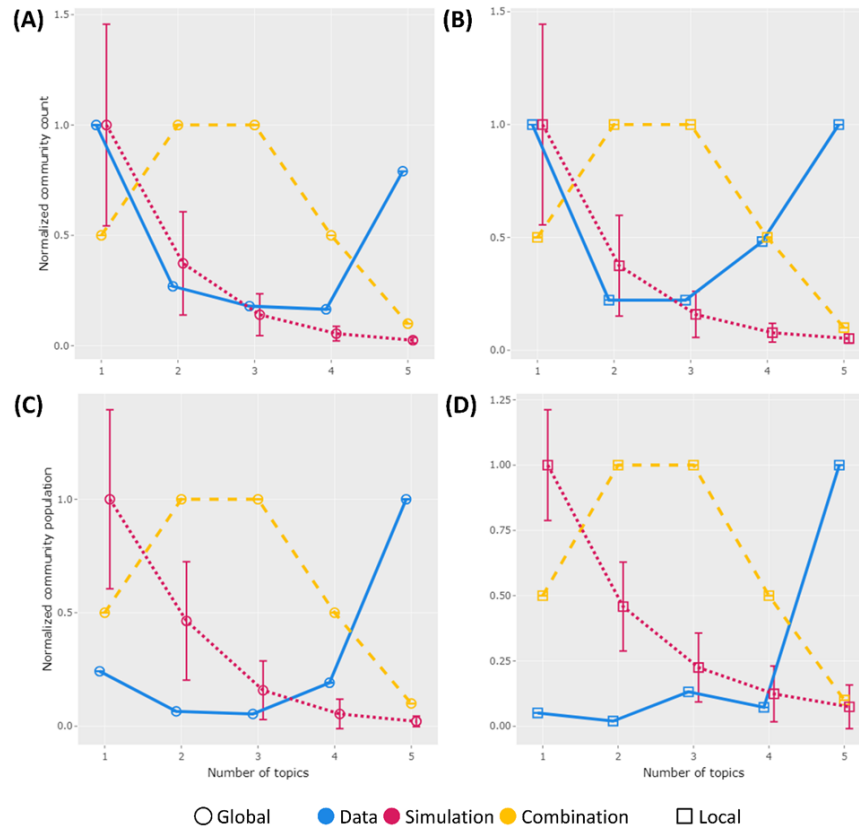 (A)
Normalized community count
1.5
1.0
0.5
0.0
1 2 3 4 5
(B)
1.5
1.0
0.5
0.0
1 2 3 4 5
(C)
Normalized community population
1.0
0.5
0.0
1 2 3 4 5
Number of topics
(D)
1.25
1.00
0.75
0.50
0.25
0.00
1 2 3 4 5
Number of topics
Global Data Simulation Combination Local